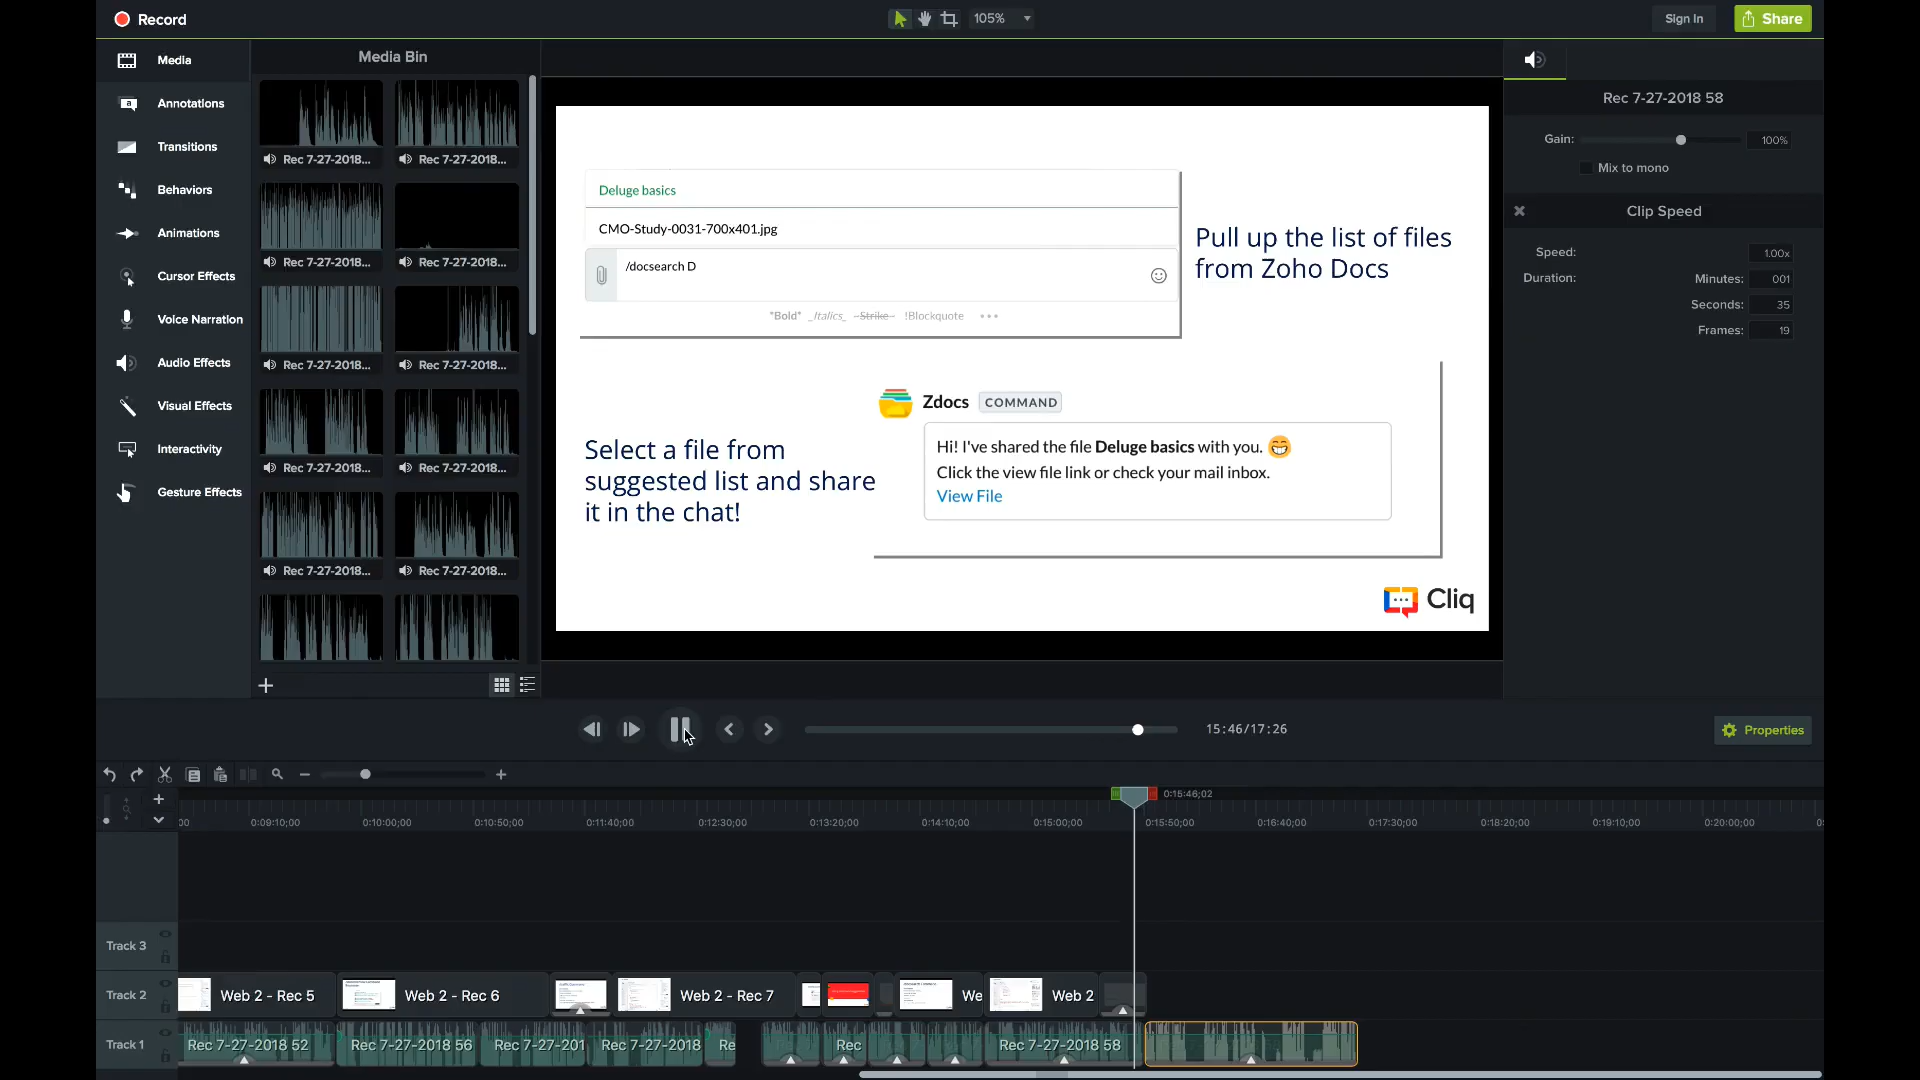 Record
105%
Sign In
Share
Media
Annotations
Transitions
Behaviors
Animations
Cursor Effects
Voice Narration
Audio Effects
Visual Effects
Interactivity
Gesture Effects
Media Bin
Rec 7-27-2018... Rec 7-27-2018...
Rec 7-27-2018... Rec 7-27-2018...
Rec 7-27-2018... Rec 7-27-2018...
Rec 7-27-2018... Rec 7-27-2018...
Rec 7-27-2018... Rec 7-27-2018...
Deluge basics
CMO-Study-0031-700x401.jpg
/docsearch D
*Bold* _Italics_ ~Strike~ !Blockquote
Pull up the list of files
from Zoho Docs
Select a file from
suggested list and share
it in the chat!
Zdocs COMMAND
Hi! I've shared the file Deluge basics with you.
Click the view file link or check your mail inbox.
View File
Cliq
Rec 7-27-2018 58
Gain: 100%
Mix to mono
Clip Speed
Speed: 1.00x
Duration: Minutes: 001
Seconds: 35
Frames: 19
15:46/17:26
Properties
0:15:46;02
00 0:09:10;00 0:10:00;00 0:10:50;00 0:11:40;00 0:12:30;00 0:13:20;00 0:14:10;00 0:15:00;00 0:15:50;00 0:16:40;00 0:17:30;00 0:18:20;00 0:19:10;00 0:20:00;00
Track 3
Track 2 Web 2 - Rec 5 Web 2 - Rec 6 Web 2 - Rec 7 We Web 2
Track 1 Rec 7-27-2018 52 Rec 7-27-2018 56 Rec 7-27-201 Rec 7-27-2018 Re Rec Rec 7-27-2018 58